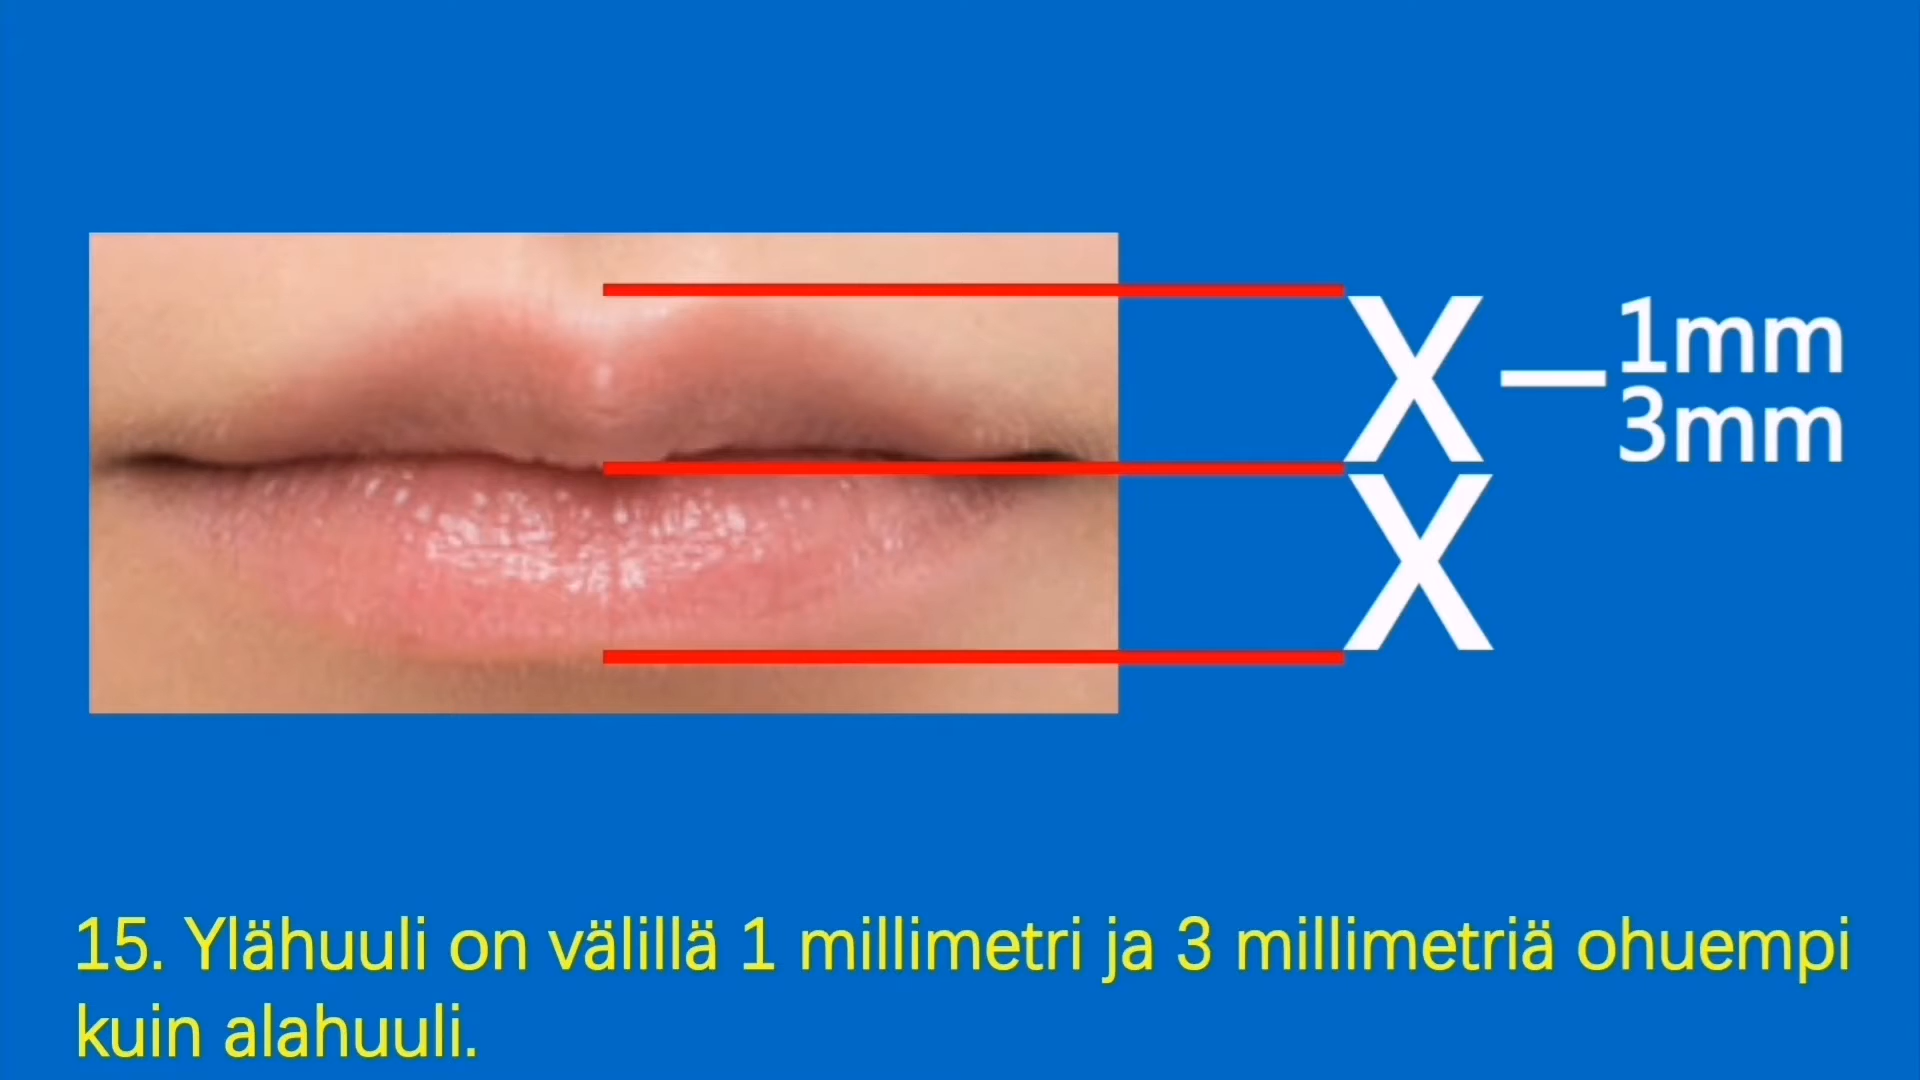 X — 1mm
3mm
X
15. Ylähuuli on välillä 1 millimetri ja 3 millimetriä ohuempi
kuin alahuuli.